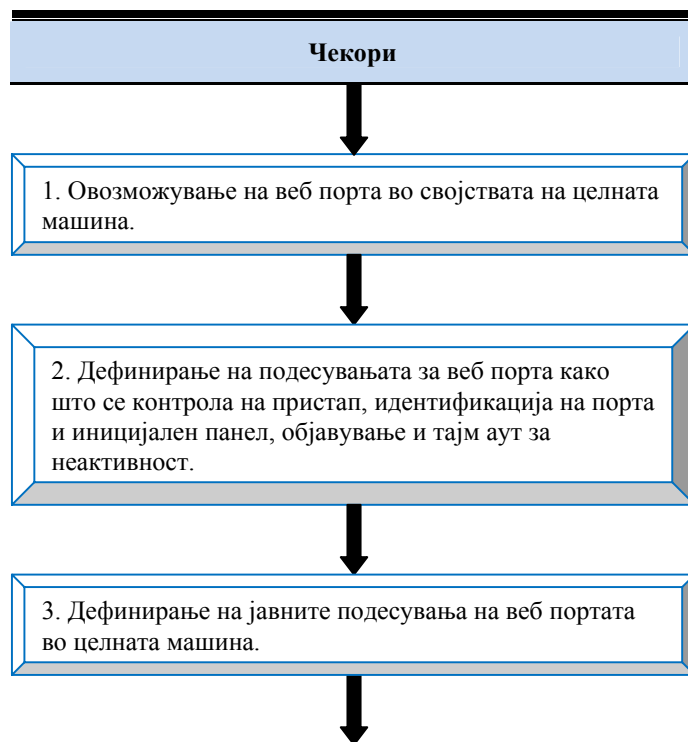 Чекори
1. Овозможување на веб порта во својствата на целната
машина.
2. Дефинирање на подесувањата за веб порта како
што се контрола на пристап, идентификација на порта
и иницијален панел, објавување и тајм аут за
неактивност.
3. Дефинирање на јавните подесувања на веб портата
во целната машина.